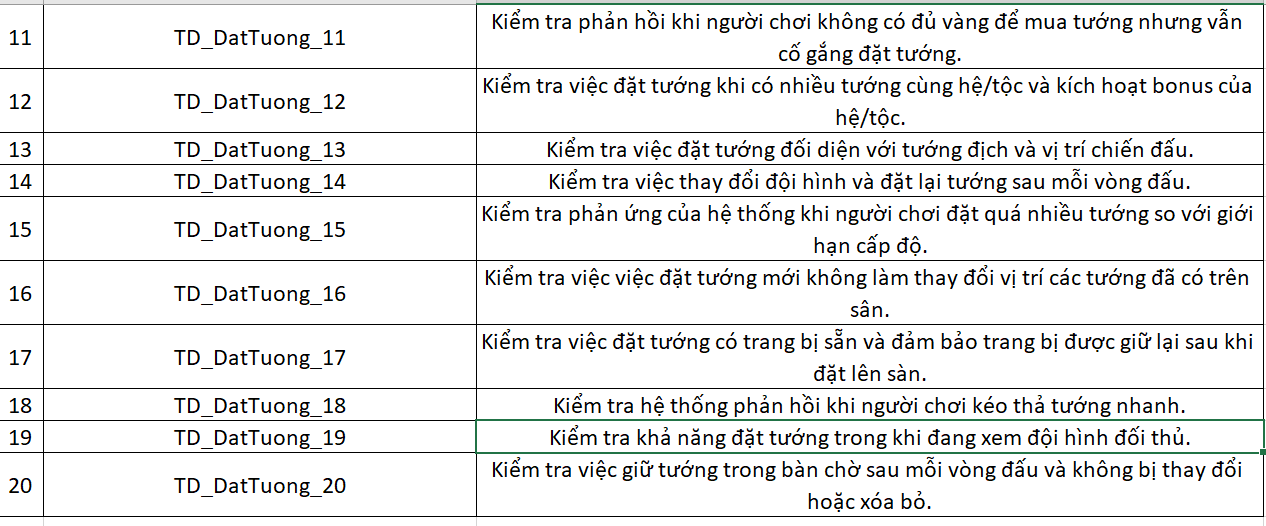 11 TD_DatTuong_11 Kiểm tra phản hồi khi người chơi không có đủ vàng để mua tướng nhưng vẫn
cố gắng đặt tướng.
12 TD_DatTuong_12 Kiểm tra việc đặt tướng khi có nhiều tướng cùng hệ/tộc và kích hoạt bonus của
hệ/tộc.
13 TD_DatTuong_13 Kiểm tra việc đặt tướng đối diện với tướng địch và vị trí chiến đấu.
14 TD_DatTuong_14 Kiểm tra việc thay đổi đội hình và đặt lại tướng sau mỗi vòng đấu.
15 TD_DatTuong_15 Kiểm tra phản ứng của hệ thống khi người chơi đặt quá nhiều tướng so với giới
hạn cấp độ.
16 TD_DatTuong_16 Kiểm tra việc việc đặt tướng mới không làm thay đổi vị trí các tướng đã có trên
sân.
17 TD_DatTuong_17 Kiểm tra việc đặt tướng có trang bị sẵn và đảm bảo trang bị được giữ lại sau khi
đặt lên sàn.
18 TD_DatTuong_18 Kiểm tra hệ thống phản hồi khi người chơi kéo thả tướng nhanh.
19 TD_DatTuong_19 Kiểm tra khả năng đặt tướng trong khi đang xem đội hình đối thủ.
20 TD_DatTuong_20 Kiểm tra việc giữ tướng trong bàn chờ sau mỗi vòng đấu và không bị thay đổi
hoặc xóa bỏ.